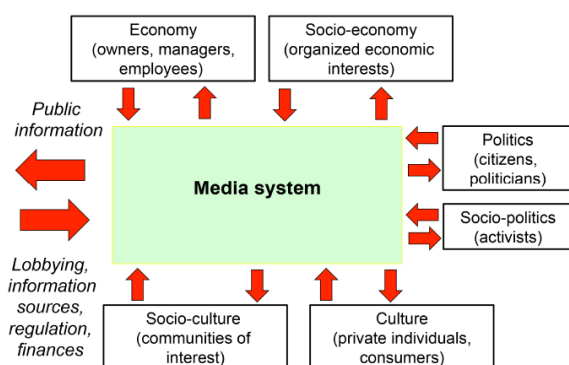 Economy
(owners, managers,
employees)
Socio-economy
(organized economic
interests)
Public
information
Media system
Politics
(citizens,
politicians)
Socio-politics
(activists)
Lobbying,
information
sources,
regulation,
finances
Socio-culture
(communities of
interest)
Culture
(private individuals,
consumers)